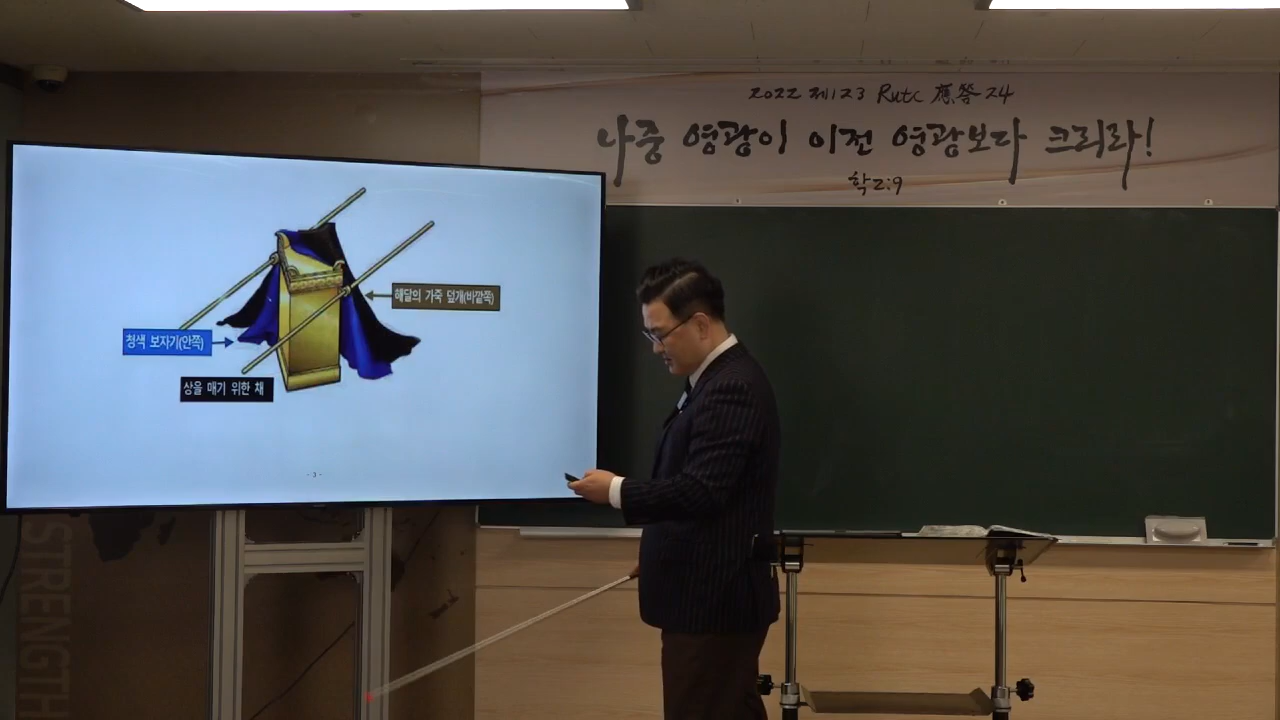 2022 제123 Rutc 應答 24
나중 영광이 이전 영광보다 크리라!
학 2:9
해달의 가죽 덮개(바깥쪽)
청색 보자기(안쪽)
상을 매기 위한 채
- 3 -
STRENGTH